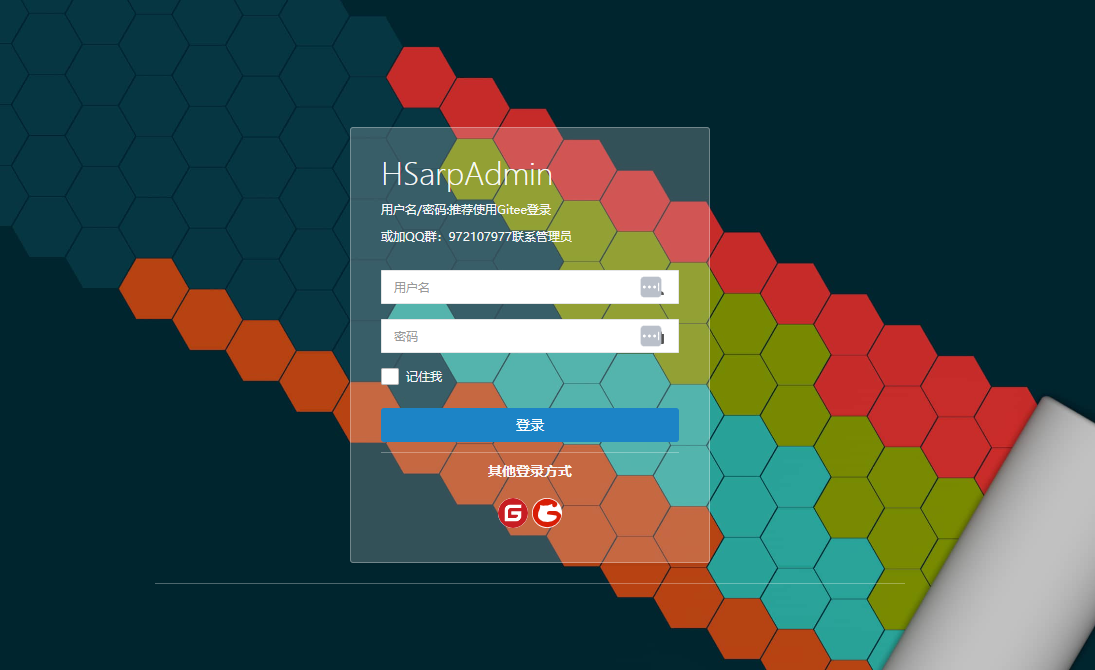 HSarpAdmin
用户名/密码:推荐使用Gitee登录
或加QQ群：972107977联系管理员
用户名
密码
记住我
登录
其他登录方式
G
G